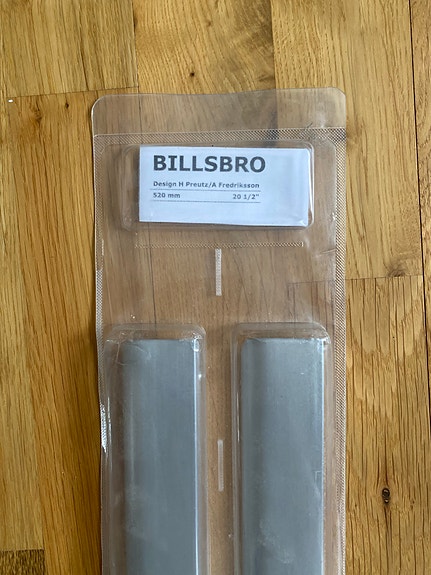 BILLSBRO
Design H Preutz/A Fredriksson
520 mm 20 1/2"